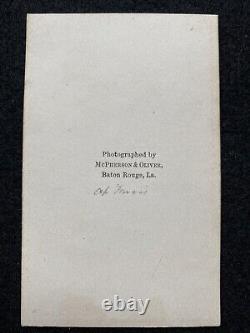 Photographed by
McPHERSON & OLIVER,
Baton Rouge, La.